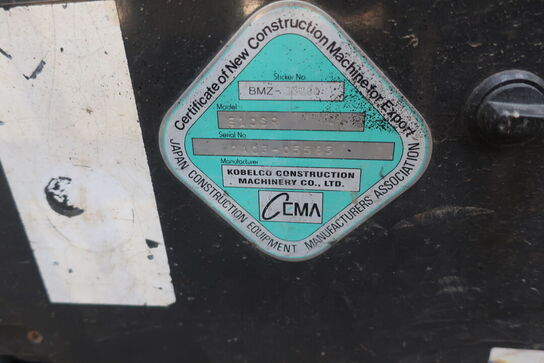 Certificate of New Construction Machine for Export
Sticker No.
BMZ-
Model
Serial No.
Manufacturer
KOBELCO CONSTRUCTION
MACHINERY CO., LTD.
CEMA
JAPAN CONSTRUCTION EQUIPMENT MANUFACTURERS ASSOCIATION